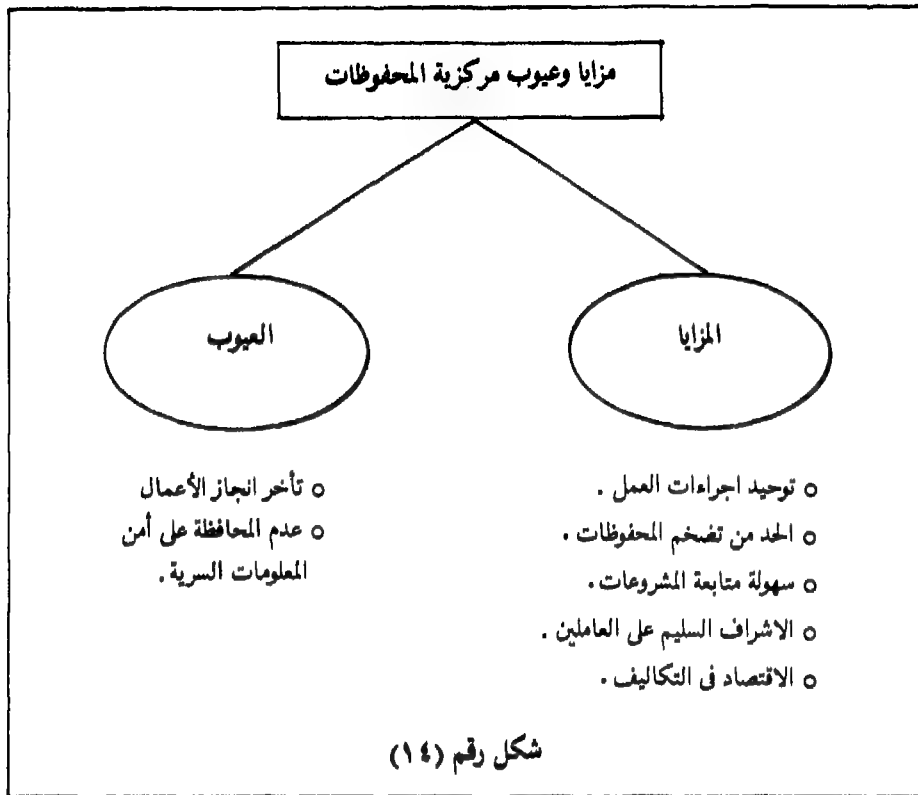 مزايا وعيوب مركزية المحفوظات
المزايا
العيوب
○ توحيد اجراءات العمل .
○ الحد من تضخم المحفوظات .
○ سهولة متابعة المشروعات .
○ الاشراف السليم على العاملين .
○ الاقتصاد فى التكاليف .
○ تأخر انجاز الأعمال
○ عدم المحافظة على أمن
المعلومات السرية .
شكل رقم (١٤)